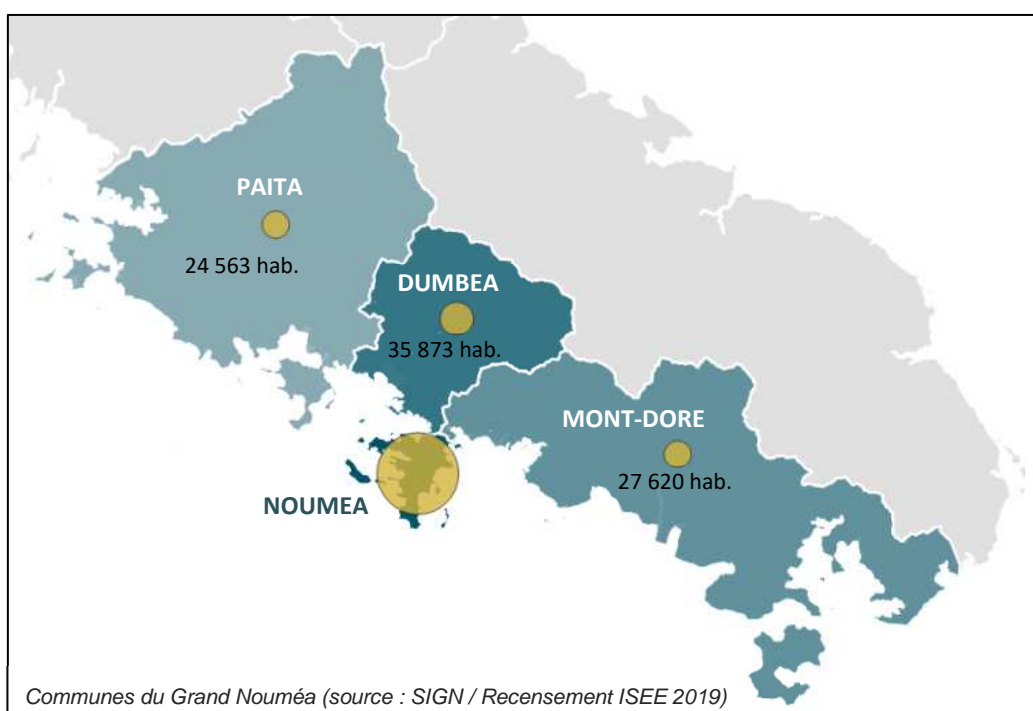 PAITA
24 563 hab.
DUMBEA
35 873 hab.
MONT-DORE
27 620 hab.
NOUMEA
Communes du Grand Nouméa (source : SIGN / Recensement ISEE 2019)